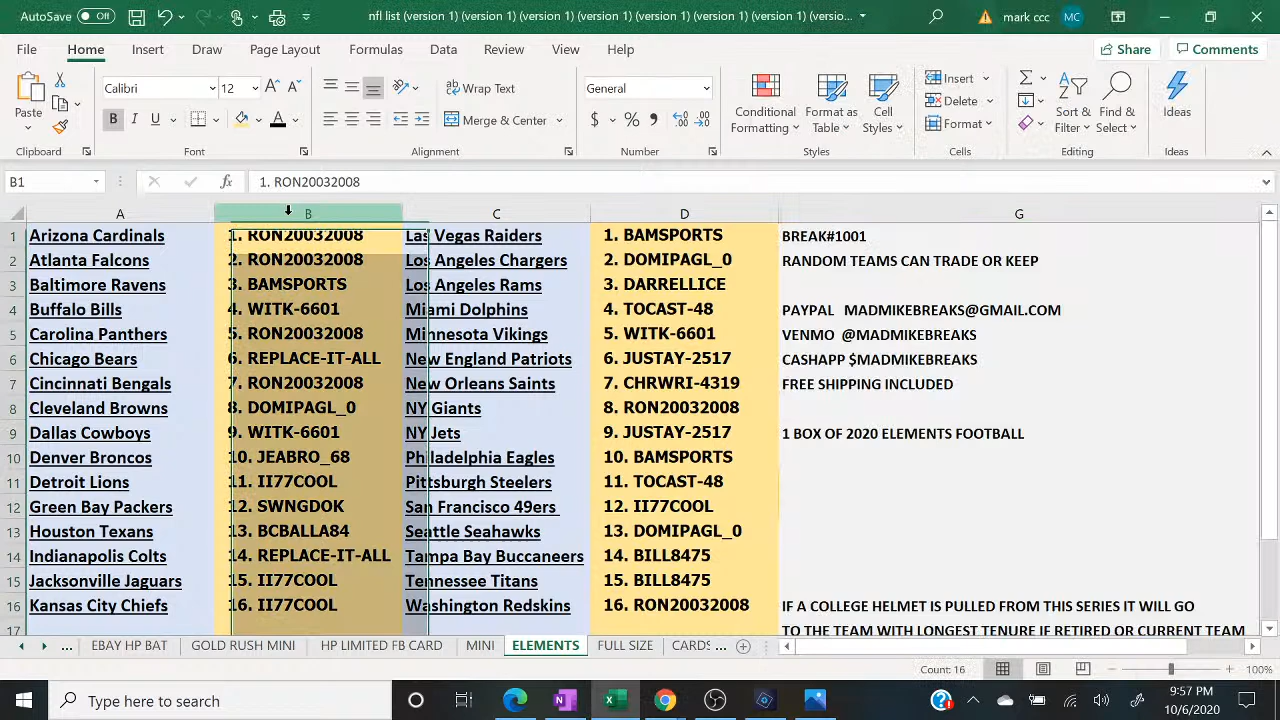 AutoSave Off nfl list (version 1) (version 1) (version 1) (version 1) (version 1) (version 1) (versio... mark ccc MC
File Home Insert Draw Page Layout Formulas Data Review View Help Share Comments
Paste Calibri 12 Wrap Text General Conditional Formatting Format as Table Cell Styles Insert Sort & Filter Find & Select Ideas
B I U Merge & Center $ % Delete
Format
Clipboard Font Alignment Number Styles Cells Editing Ideas
B1 fx 1. RON20032008
A B C D G
1 Arizona Cardinals 1. RON20032008 Las Vegas Raiders 1. BAMSPORTS BREAK#1001
2 Atlanta Falcons 2. RON20032008 Los Angeles Chargers 2. DOMIPAGL_0 RANDOM TEAMS CAN TRADE OR KEEP
3 Baltimore Ravens 3. BAMSPORTS Los Angeles Rams 3. DARRELLICE
4 Buffalo Bills 4. WITK-6601 Miami Dolphins 4. TOCAST-48 PAYPAL MADMIKEBREAKS@GMAIL.COM
5 Carolina Panthers 5. RON20032008 Minnesota Vikings 5. WITK-6601 VENMO @MADMIKEBREAKS
6 Chicago Bears 6. REPLACE-IT-ALL New England Patriots 6. JUSTAY-2517 CASHAPP $MADMIKEBREAKS
7 Cincinnati Bengals 7. RON20032008 New Orleans Saints 7. CHRWRI-4319 FREE SHIPPING INCLUDED
8 Cleveland Browns 8. DOMIPAGL_0 NY Giants 8. RON20032008
9 Dallas Cowboys 9. WITK-6601 NY Jets 9. JUSTAY-2517 1 BOX OF 2020 ELEMENTS FOOTBALL
10 Denver Broncos 10. JEABRO_68 Philadelphia Eagles 10. BAMSPORTS
11 Detroit Lions 11. II77COOL Pittsburgh Steelers 11. TOCAST-48
12 Green Bay Packers 12. SWNGDOK San Francisco 49ers 12. II77COOL
13 Houston Texans 13. BCBALLA84 Seattle Seahawks 13. DOMIPAGL_0
14 Indianapolis Colts 14. REPLACE-IT-ALL Tampa Bay Buccaneers 14. BILL8475
15 Jacksonville Jaguars 15. II77COOL Tennessee Titans 15. BILL8475
16 Kansas City Chiefs 16. II77COOL Washington Redskins 16. RON20032008 IF A COLLEGE HELMET IS PULLED FROM THIS SERIES IT WILL GO
17 TO THE TEAM WITH LONGEST TENURE IF RETIRED OR CURRENT TEAM
... EBAY HP BAT GOLD RUSH MINI HP LIMITED FB CARD MINI ELEMENTS FULL SIZE CARDS ...
Count: 16 100%
Type here to search 9:57 PM
10/6/2020